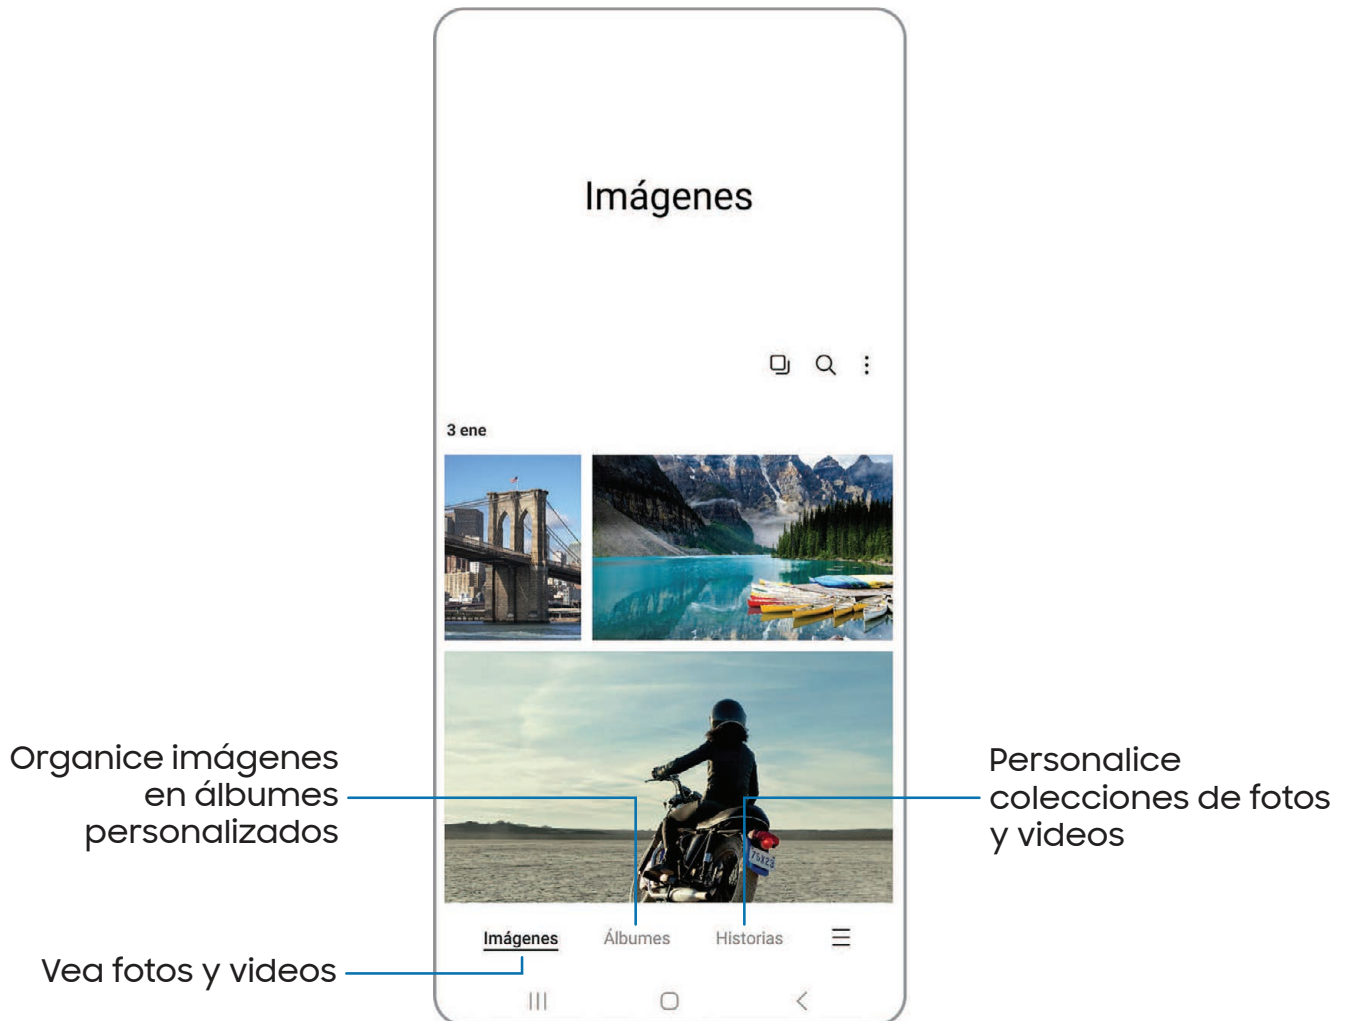 Imágenes
3 ene
Organice imágenes
en álbumes
personalizados
Personalice
colecciones de fotos
y videos
75X23
Imágenes
Álbumes
Historias
Vea fotos y videos